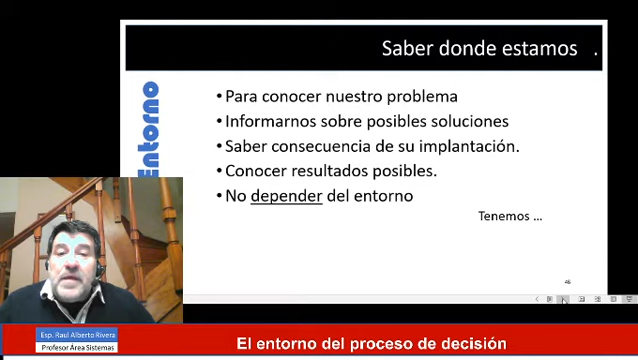 Saber donde estamos .
Entorno
• Para conocer nuestro problema
• Informarnos sobre posibles soluciones
• Saber consecuencia de su implantación.
• Conocer resultados posibles.
• No depender del entorno
Tenemos ...
46
Esp. Raul Alberto Rivera
Profesor Área Sistemas
El entorno del proceso de decisión